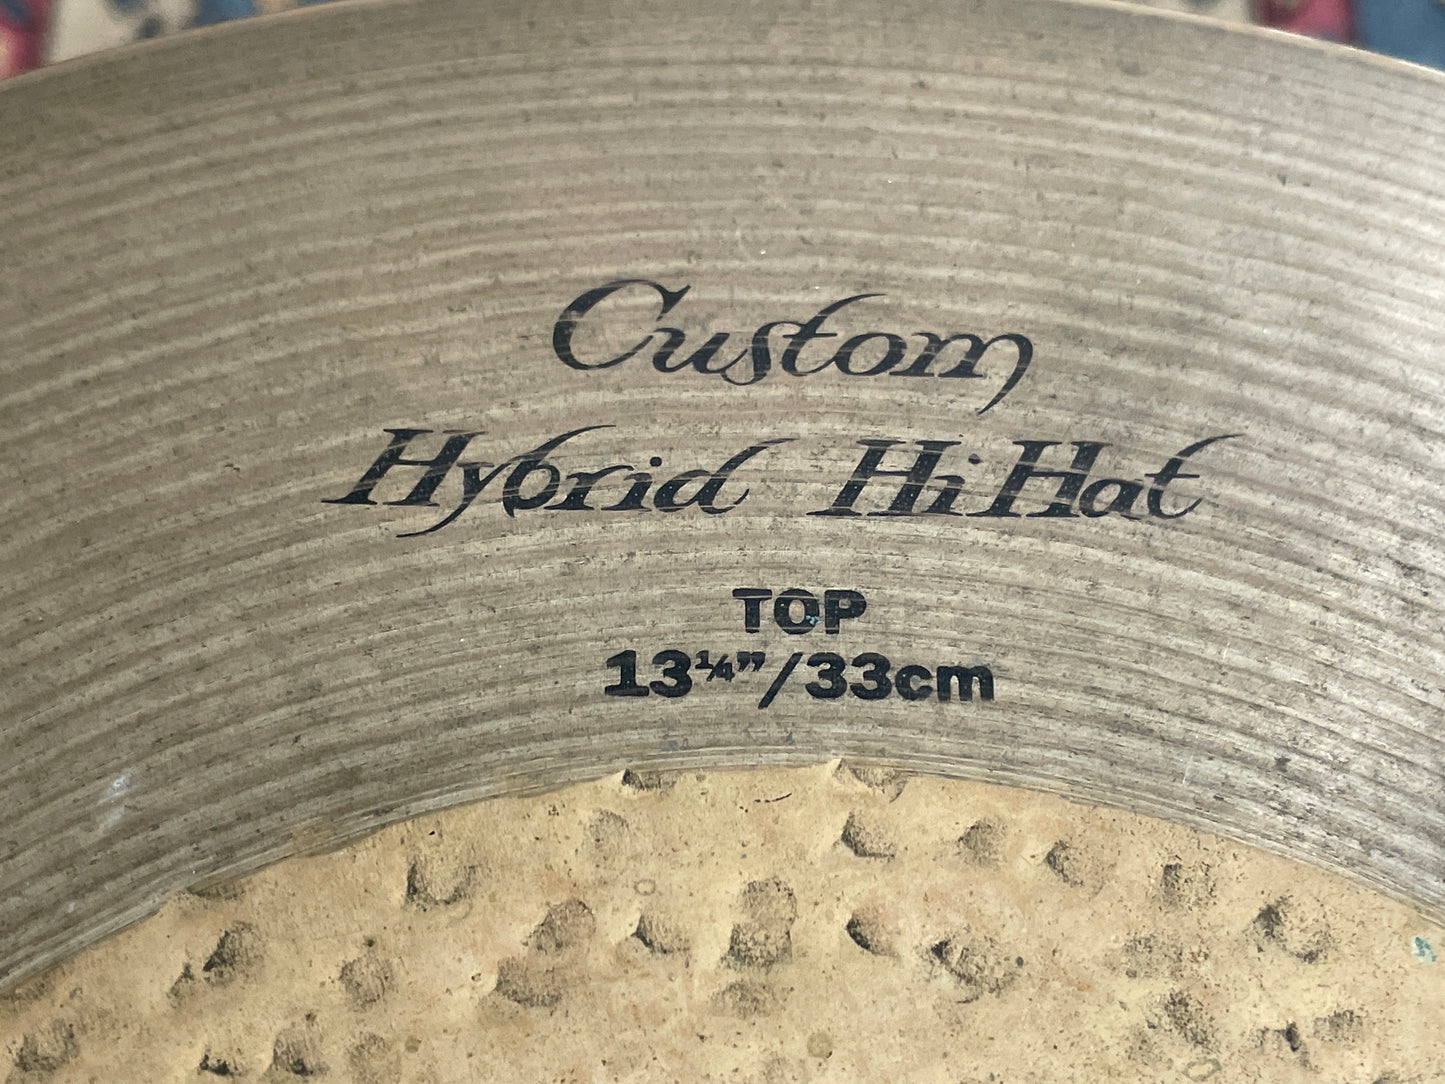 Custom
Hybrid HiHat
TOP
13¼”/33cm